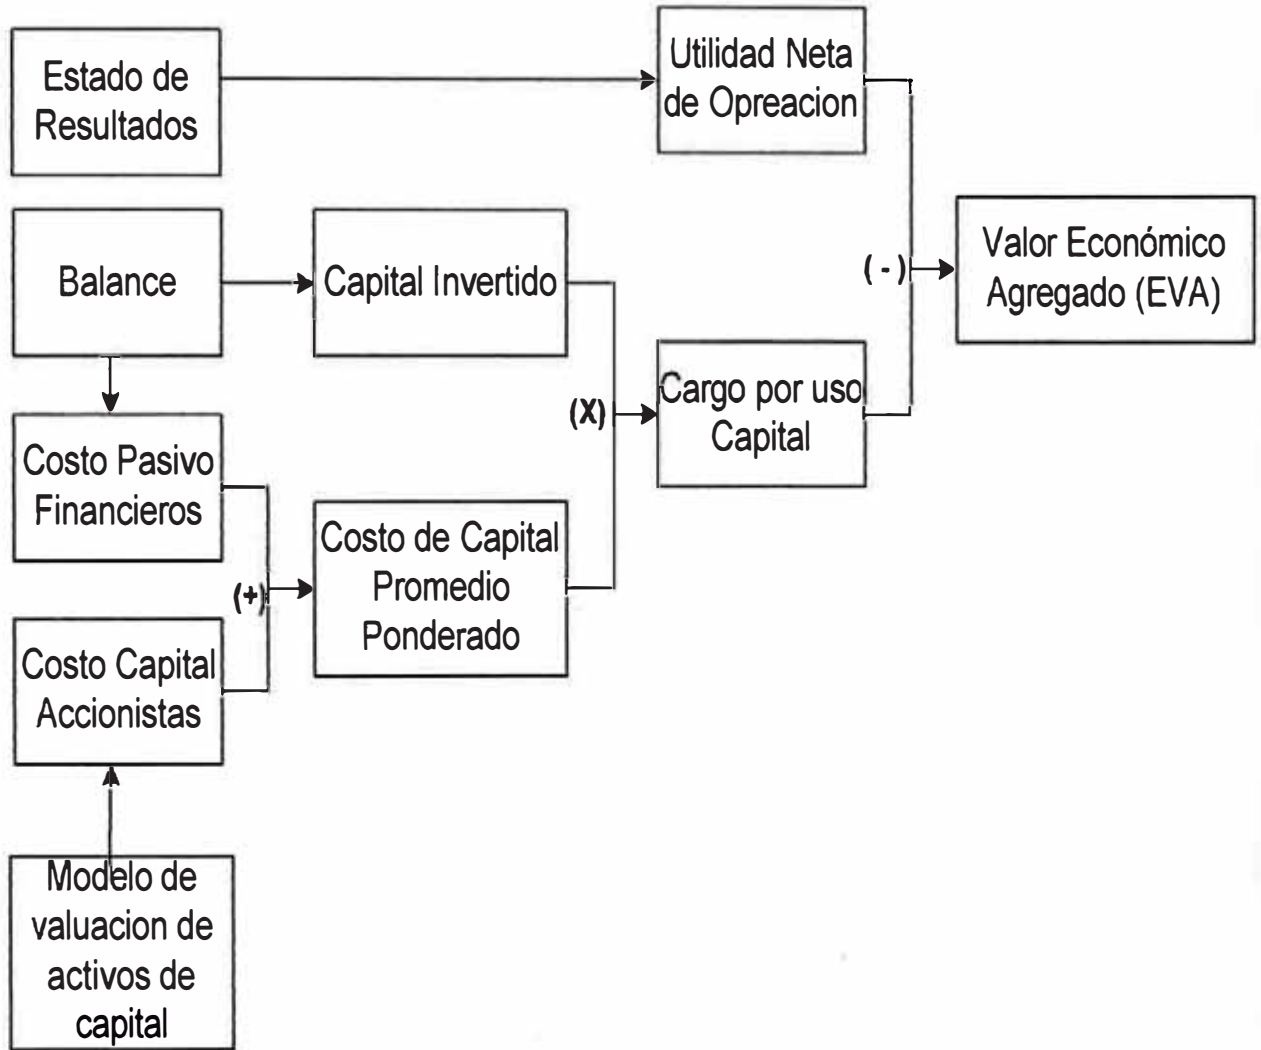 Estado de
Resultados
Utilidad Neta
de Opreacion
Balance
Capital Invertido
(-)
Valor Económico
Agregado (EVA)
Costo Pasivo
Financieros
(X)
Cargo por uso
Capital
(+)
Costo de Capital
Promedio
Ponderado
Costo Capital
Accionistas
Modelo de
valuacion de
activos de
capital